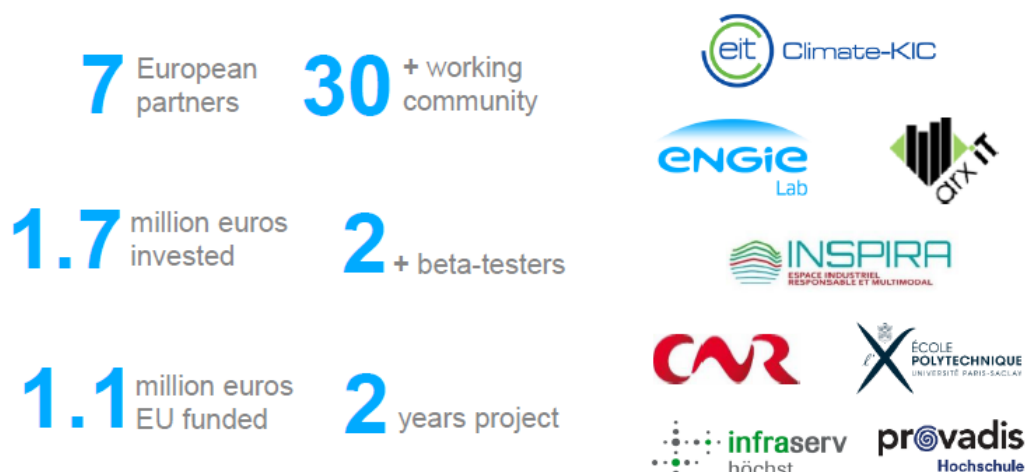 7 European
partners
30 + working
community
1.7 million euros
invested
2 + beta-testers
1.1 million euros
EU funded
2 years project
eit Climate-KIC
ENGIE
Lab
arx iT
INSPIRA
ESPACE INDUSTRIEL
RESPONSABLE ET MULTIMODAL
CNR
l'X
ÉCOLE
POLYTECHNIQUE
UNIVERSITÉ PARIS-SACLAY
infraserv
höchst
provadis
Hochschule